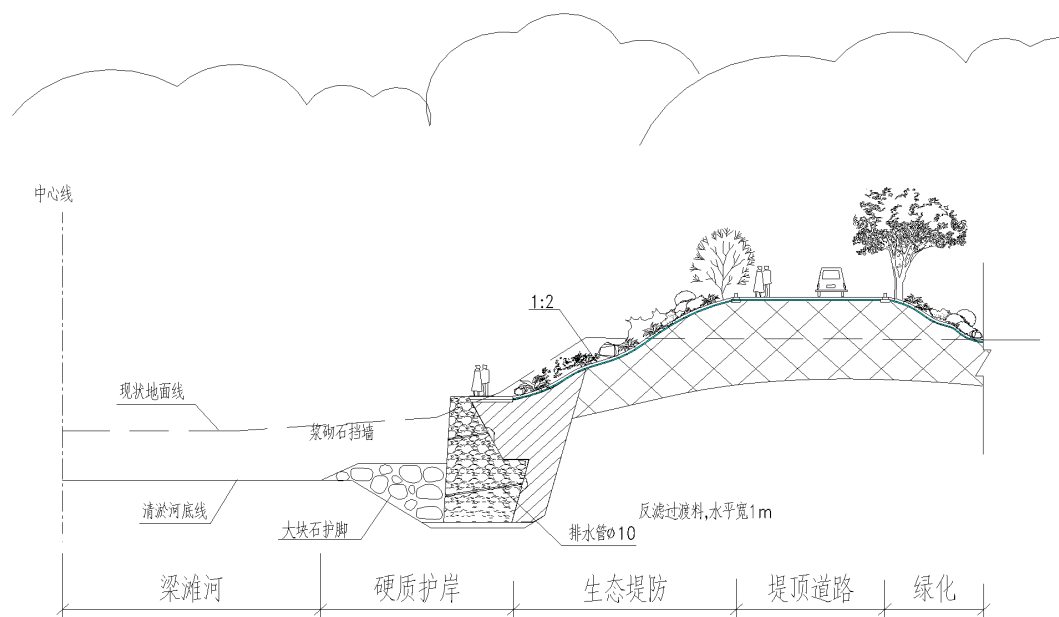 中心线
1:2
现状地面线
浆砌石挡墙
清淤河底线
大块石护脚
排水管φ10
反滤过渡料,水平宽1m
梁滩河
硬质护岸
生态堤防
堤顶道路
绿化